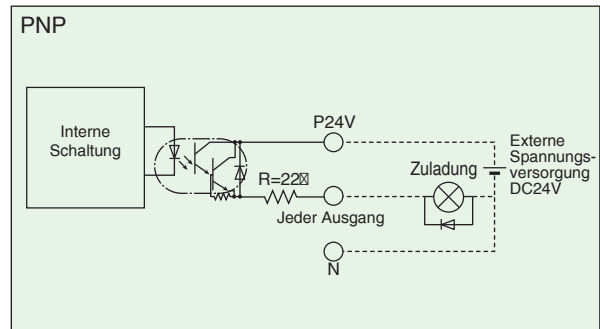 PNP
P24V
Interne
Schaltung
R=22
Zuladung
Externe
Spannungs-
versorgung
DC24V
Jeder Ausgang
N